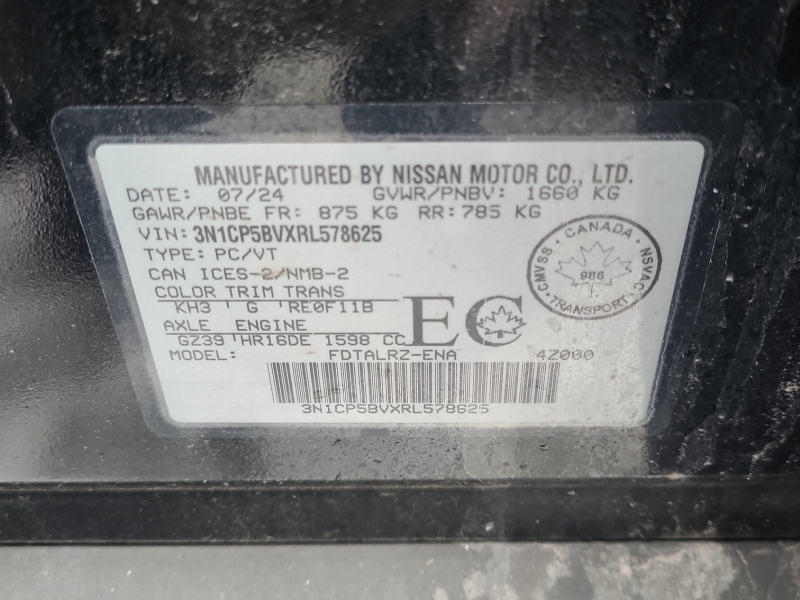 MANUFACTURED BY NISSAN MOTOR CO., LTD.
DATE: 07/24 GVWR/PNBV: 1660 KG
GAWR/PNBE FR: 875 KG RR: 785 KG
VIN: 3N1CP5BVXRL578625
TYPE: PC/VT
CAN ICES-2/NMB-2
COLOR TRIM TRANS
KH3 ' G 'RE0F11B
AXLE ENGINE
GZ39 'HR16DE 1598 CC
EC
MODEL: FDTALRZ-ENA 4Z000
3N1CP5BVXRL578625
CMVSS - CANADA - NSVAC
986
TRANSPORT